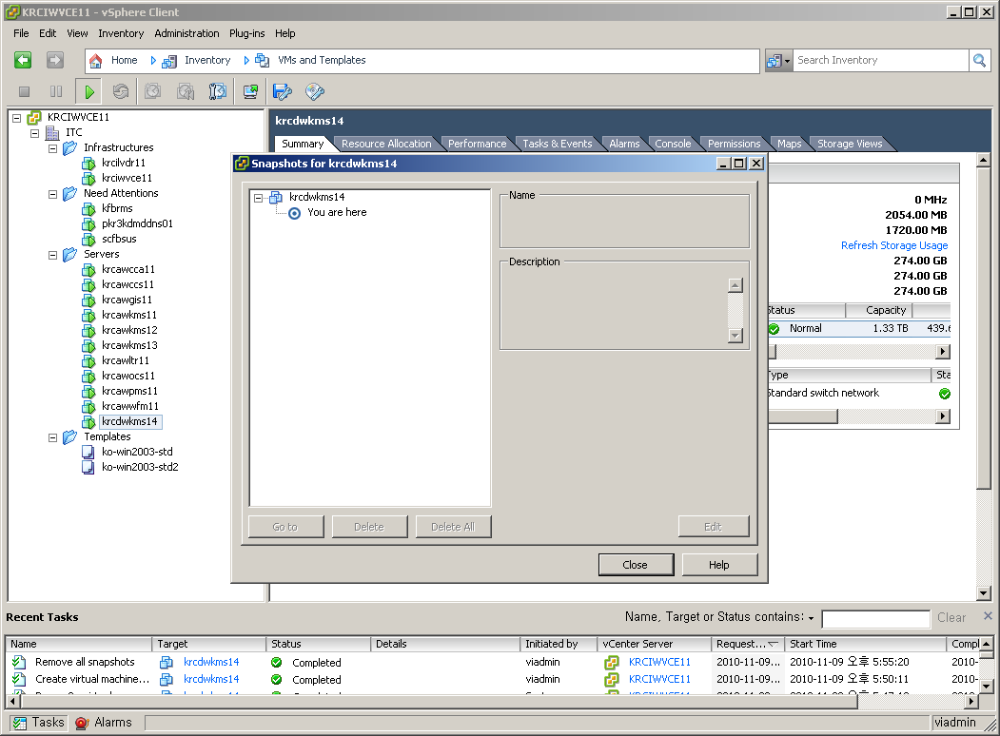 KRCIWVCE11 - vSphere Client
File Edit View Inventory Administration Plug-ins Help
Home Inventory VMs and Templates Search Inventory
KRCIWVCE11
ITC
Infrastructures
krcilvdr11
krciwvce11
Need Attentions
kfbrms
pkr3kdmddns01
scfbsus
Servers
krcawcca11
krcawccs11
krcawgis11
krcawkms11
krcawkms12
krcawkms13
krcawltr11
krcawocs11
krcawpms11
krcawwfm11
krcdwkms14
Templates
ko-win2003-std
ko-win2003-std2
krcdwkms14
Summary Resource Allocation Performance Tasks & Events Alarms Console Permissions Maps Storage Views
0 MHz
2054.00 MB
1720.00 MB
Refresh Storage Usage
274.00 GB
274.00 GB
274.00 GB
Status Capacity
Normal 1.33 TB 439.6
Type Sta
Standard switch network
Snapshots for krcdwkms14
krcdwkms14
You are here
Name
Description
Go to Delete Delete All Edit
Close Help
Recent Tasks Name, Target or Status contains: Clear
Name Target Status Details Initiated by vCenter Server Request... Start Time Compl
Remove all snapshots krcdwkms14 Completed viadmin KRCIWVCE11 2010-11-09... 2010-11-09 오후 5:55:20 2010-
Create virtual machine... krcdwkms14 Completed viadmin KRCIWVCE11 2010-11-09... 2010-11-09 오후 5:50:11 2010-
Tasks Alarms viadmin